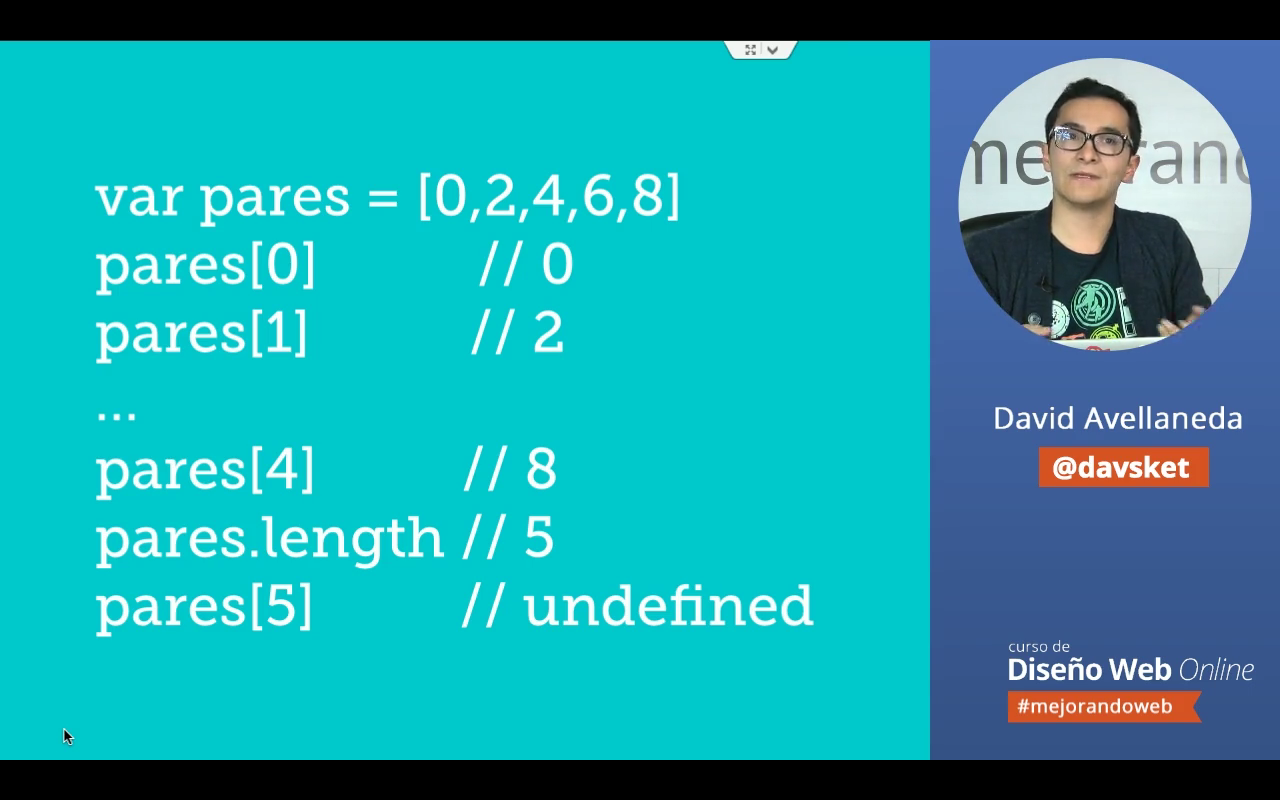 var pares = [0,2,4,6,8]
pares[0] // 0
pares[1] // 2
...
pares[4] // 8
pares.length // 5
pares[5] // undefined
David Avellaneda
@davsket
curso de
Diseño Web Online
#mejorandoweb